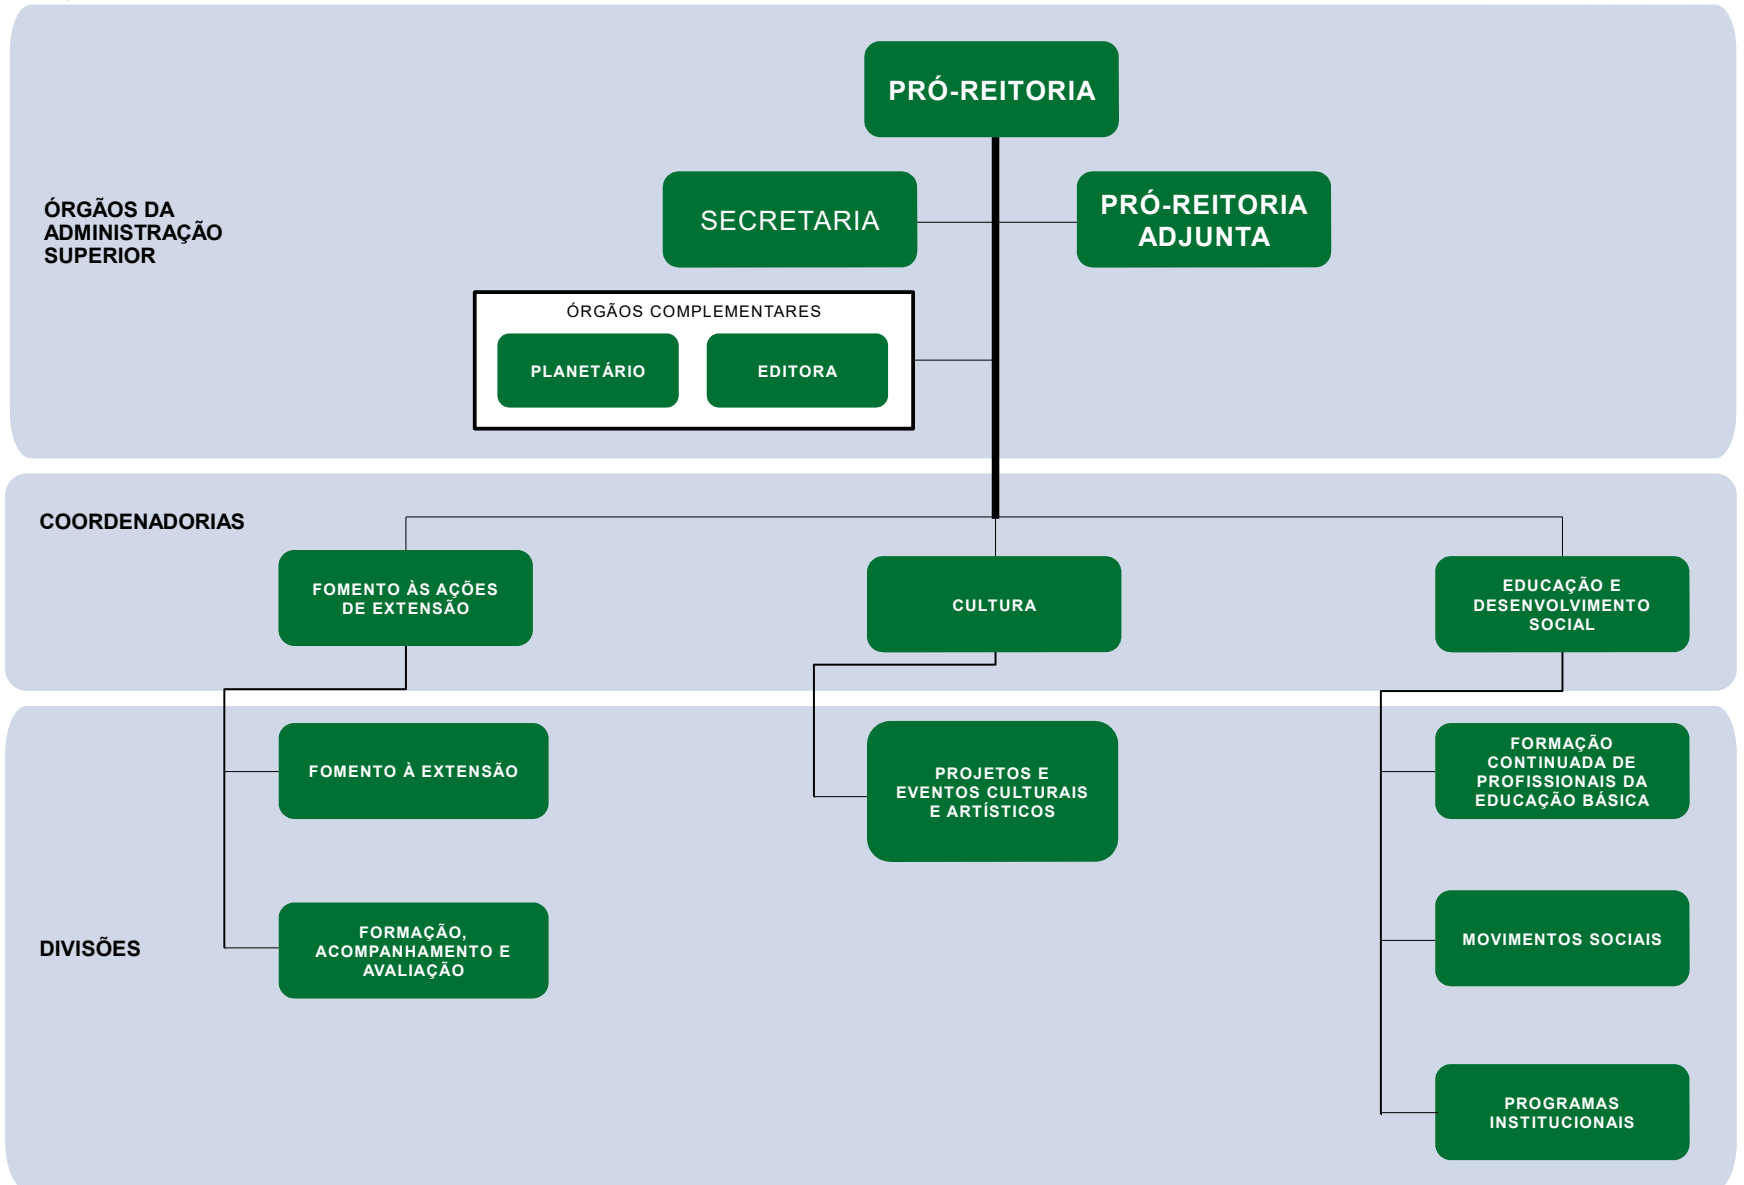 PRÓ-REITORIA
ÓRGÃOS DA
ADMINISTRAÇÃO
SUPERIOR
SECRETARIA
PRÓ-REITORIA
ADJUNTA
ÓRGÃOS COMPLEMENTARES
PLANETÁRIO
EDITORA
COORDENADORIAS
FOMENTO ÀS AÇÕES
DE EXTENSÃO
CULTURA
EDUCAÇÃO E
DESENVOLVIMENTO
SOCIAL
DIVISÕES
FOMENTO À EXTENSÃO
FORMAÇÃO,
ACOMPANHAMENTO E
AVALIAÇÃO
PROJETOS E
EVENTOS CULTURAIS
E ARTÍSTICOS
FORMAÇÃO
CONTINUADA DE
PROFISSIONAIS DA
EDUCAÇÃO BÁSICA
MOVIMENTOS SOCIAIS
PROGRAMAS
INSTITUCIONAIS